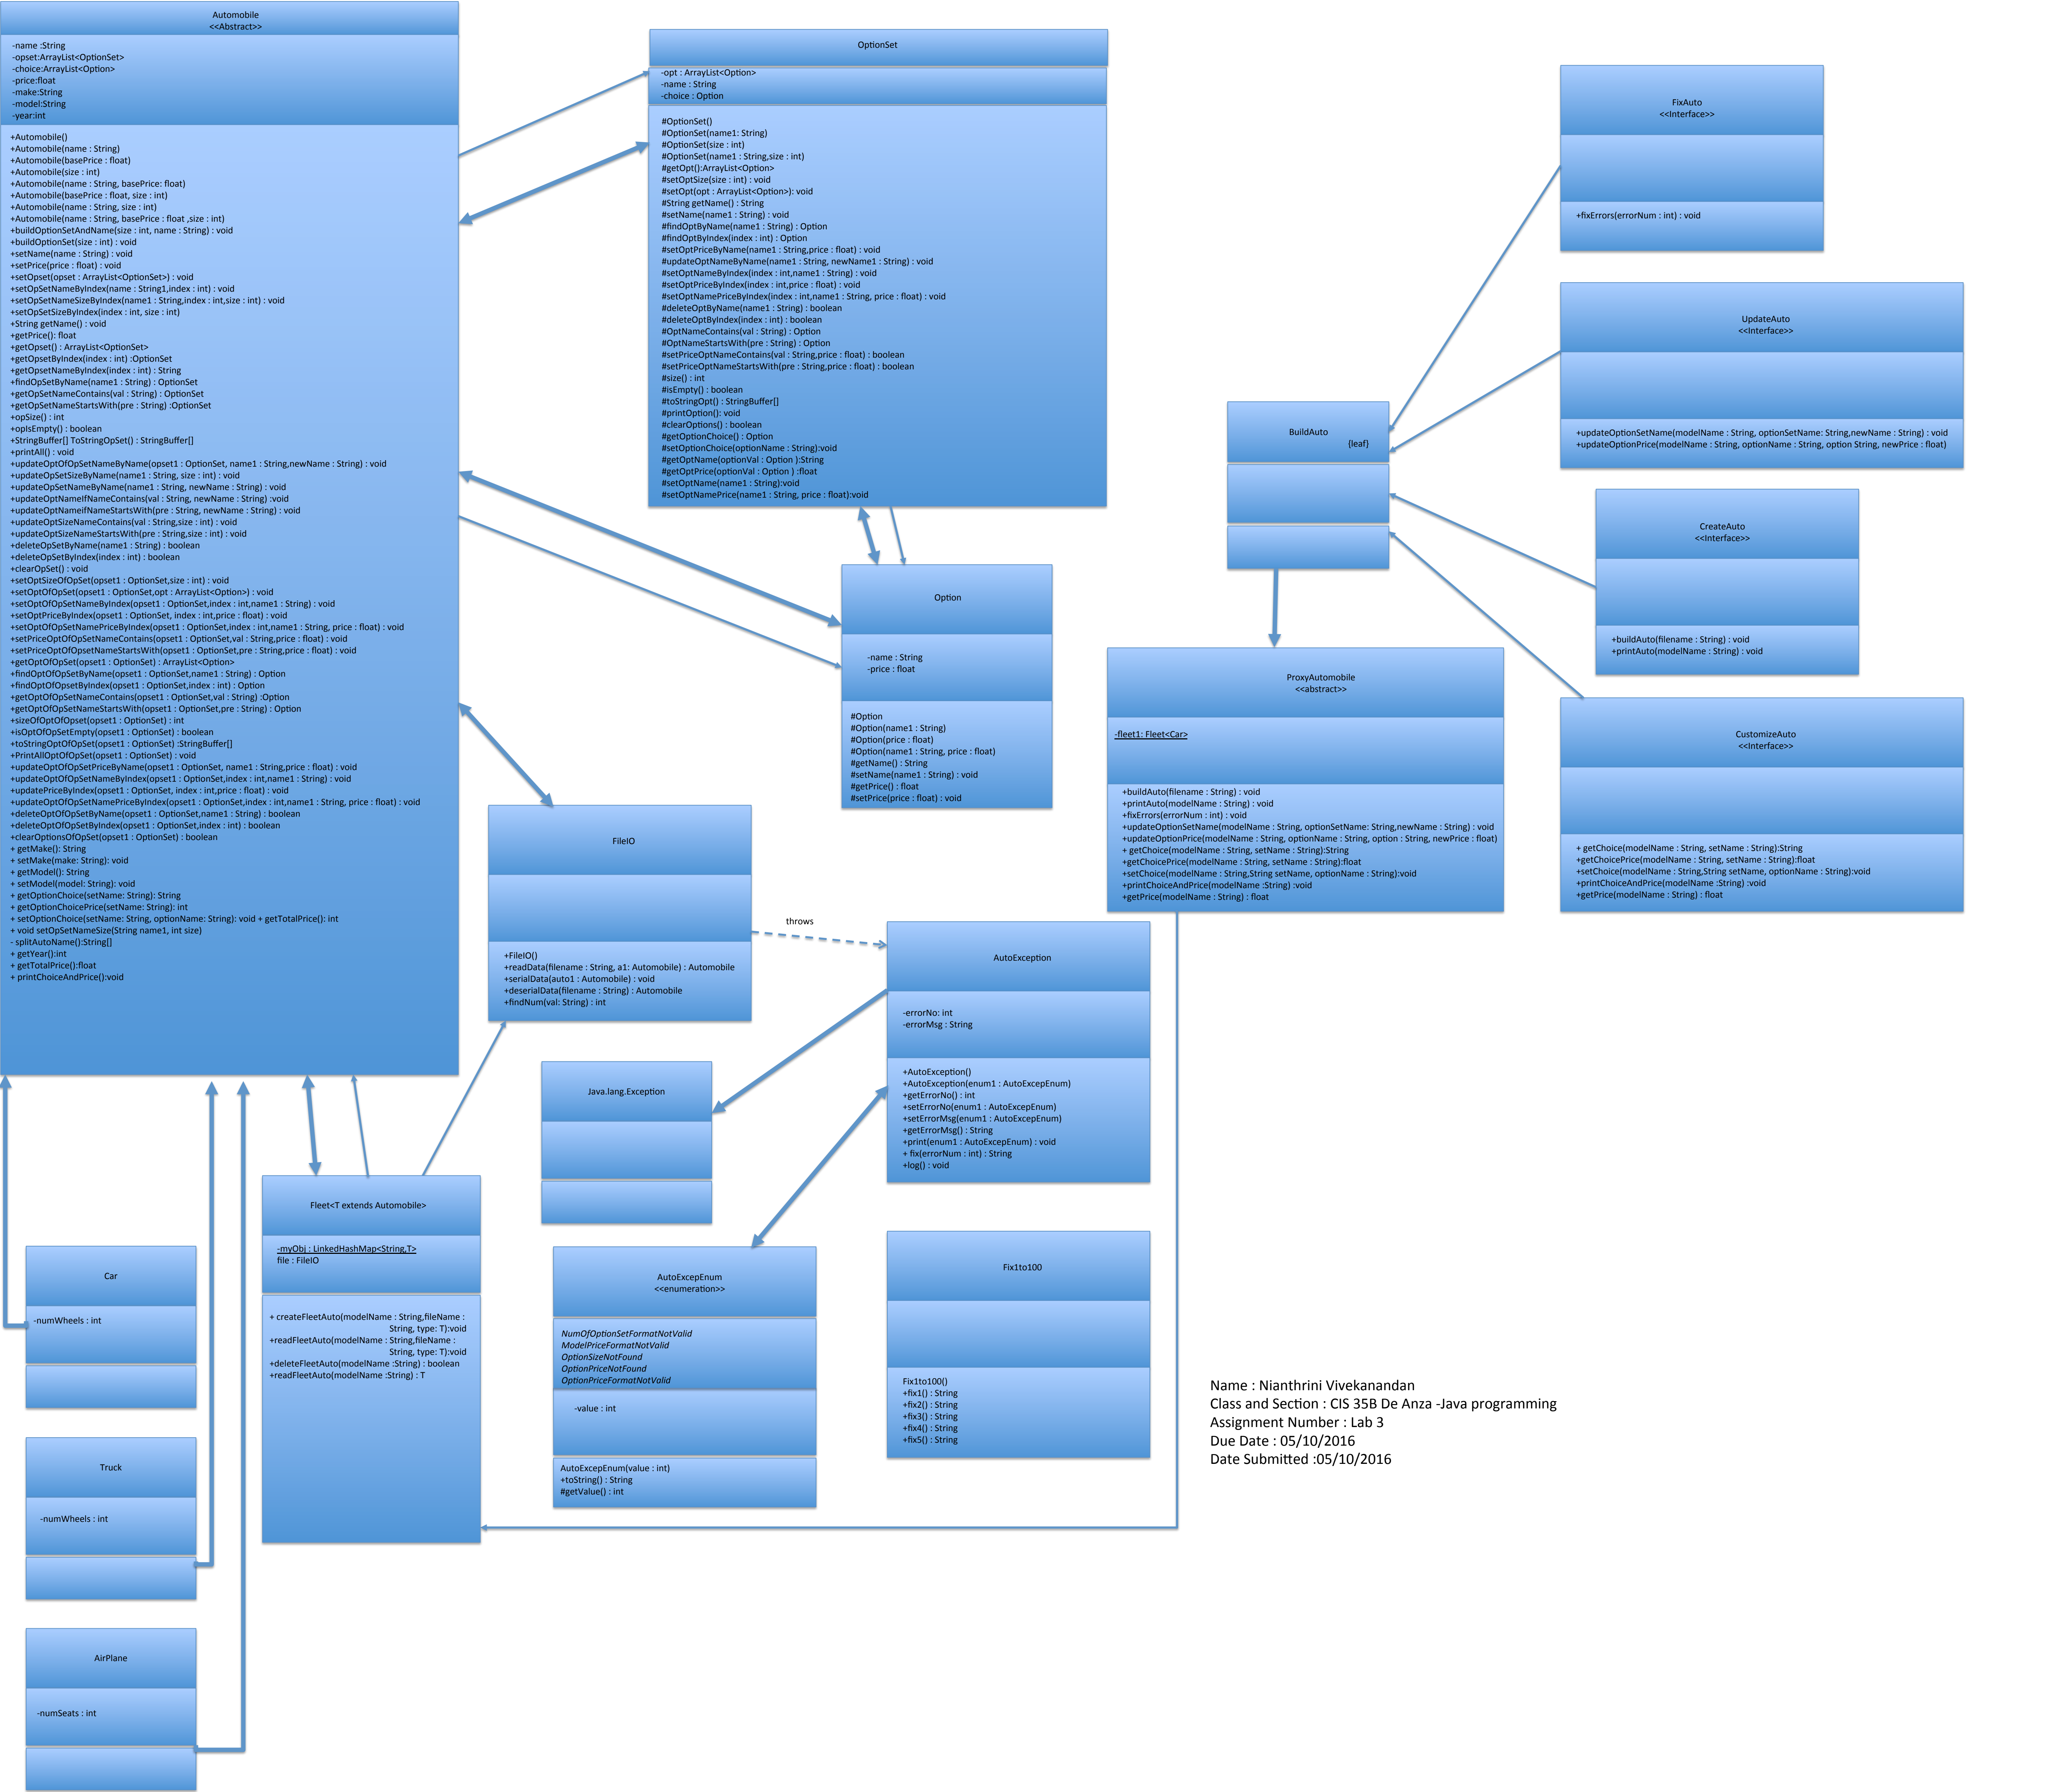 Automobile
<<Abstract>>
-name :String
-opset:ArrayList<OptionSet>
-choice:ArrayList<Option>
-price:float
-make:String
-model:String
-year:int
+Automobile()
+Automobile(name : String)
+Automobile(basePrice : float)
+Automobile(size : int)
+Automobile(name : String, basePrice: float)
+Automobile(basePrice : float, size : int)
+Automobile(name : String, size : int)
+Automobile(name : String, basePrice : float ,size : int)
+buildOptionSetAndName(size : int, name : String) : void
+buildOptionSet(size : int) : void
+setName(name : String) : void
+setPrice(price : float) : void
+setOpset(opset : ArrayList<OptionSet>) : void
+setOpSetNameByIndex(name : String1,index : int) : void
+setOpSetNameSizeByIndex(name1 : String,index : int,size : int) : void
+setOpSetSizeByIndex(index : int, size : int)
+String getName() : void
+getPrice(): float
+getOpset() : ArrayList<OptionSet>
+getOpsetByIndex(index : int) :OptionSet
+getOpsetNameByIndex(index : int) : String
+findOpSetByName(name1 : String) : OptionSet
+getOpSetNameContains(val : String) : OptionSet
+getOpSetNameStartsWith(pre : String) :OptionSet
+opSize() : int
+opIsEmpty() : boolean
+StringBuffer[] ToStringOpSet() : StringBuffer[]
+printAll() : void
+updateOptOfOpSetNameByName(opset1 : OptionSet, name1 : String,newName : String) : void
+updateOpSetSizeByName(name1 : String, size : int) : void
+updateOpSetNameByName(name1 : String, newName : String) : void
+updateOptNameIfNameContains(val : String, newName : String) :void
+updateOptNameifNameStartsWith(pre : String, newName : String) : void
+updateOptSizeNameContains(val : String,size : int) : void
+updateOptSizeNameStartsWith(pre : String,size : int) : void
+deleteOpSetByName(name1 : String) : boolean
+deleteOpSetByIndex(index : int) : boolean
+clearOpSet() : void
+setOptSizeOfOpSet(opset1 : OptionSet,size : int) : void
+setOptOfOpSet(opset1 : OptionSet,opt : ArrayList<Option>) : void
+setOptOfOpSetNameByIndex(opset1 : OptionSet,index : int,name1 : String) : void
+setOptPriceByIndex(opset1 : OptionSet, index : int,price : float) : void
+setOptOfOpSetNamePriceByIndex(opset1 : OptionSet,index : int,name1 : String, price : float) : void
+setPriceOptOfOpSetNameContains(opset1 : OptionSet,val : String,price : float) : void
+setPriceOptOfOpsetNameStartsWith(opset1 : OptionSet,pre : String,price : float) : void
+getOptOfOpSet(opset1 : OptionSet) : ArrayList<Option>
+findOptOfOpSetByName(opset1 : OptionSet,name1 : String) : Option
+findOptOfOpsetByIndex(opset1 : OptionSet,index : int) : Option
+getOptOfOpSetNameContains(opset1 : OptionSet,val : String) :Option
+getOptOfOpSetNameStartsWith(opset1 : OptionSet,pre : String) : Option
+sizeOfOptOfOpset(opset1 : OptionSet) : int
+isOptOfOpSetEmpty(opset1 : OptionSet) : boolean
+toStringOptOfOpSet(opset1 : OptionSet) :StringBuffer[]
+PrintAllOptOfOpSet(opset1 : OptionSet) : void
+updateOptOfOpSetPriceByName(opset1 : OptionSet, name1 : String,price : float) : void
+updateOptOfOpSetNameByIndex(opset1 : OptionSet,index : int,name1 : String) : void
+updatePriceByIndex(opset1 : OptionSet, index : int,price : float) : void
+updateOptOfOpSetNamePriceByIndex(opset1 : OptionSet,index : int,name1 : String, price : float) : void
+deleteOptOfOpSetByName(opset1 : OptionSet,name1 : String) : boolean
+deleteOptOfOpSetByIndex(opset1 : OptionSet,index : int) : boolean
+clearOptionsOfOpSet(opset1 : OptionSet) : boolean
+ getMake(): String
+ setMake(make: String): void
+ getModel(): String
+ setModel(model: String): void
+ getOptionChoice(setName: String): String
+ getOptionChoicePrice(setName: String): int
+ setOptionChoice(setName: String, optionName: String): void + getTotalPrice(): int
+ void setOpSetNameSize(String name1, int size)
- splitAutoName():String[]
+ getYear():int
+ getTotalPrice():float
+ printChoiceAndPrice():void
OptionSet
-opt : ArrayList<Option>
-name : String
-choice : Option
#OptionSet()
#OptionSet(name1: String)
#OptionSet(size : int)
#OptionSet(name1 : String,size : int)
#getOpt():ArrayList<Option>
#setOptSize(size : int) : void
#setOpt(opt : ArrayList<Option>): void
#String getName() : String
#setName(name1 : String) : void
#findOptByName(name1 : String) : Option
#findOptByIndex(index : int) : Option
#setOptPriceByName(name1 : String,price : float) : void
#updateOptNameByName(name1 : String, newName1 : String) : void
#setOptNameByIndex(index : int,name1 : String) : void
#setOptPriceByIndex(index : int,price : float) : void
#setOptNamePriceByIndex(index : int,name1 : String, price : float) : void
#deleteOptByName(name1 : String) : boolean
#deleteOptByIndex(index : int) : boolean
#OptNameContains(val : String) : Option
#OptNameStartsWith(pre : String) : Option
#setPriceOptNameContains(val : String,price : float) : boolean
#setPriceOptNameStartsWith(pre : String,price : float) : boolean
#size() : int
#isEmpty() : boolean
#toStringOpt() : StringBuffer[]
#printOption(): void
#clearOptions() : boolean
#getOptionChoice() : Option
#setOptionChoice(optionName : String):void
#getOptName(optionVal : Option ):String
#getOptPrice(optionVal : Option ) :float
#setOptName(name1 : String):void
#setOptNamePrice(name1 : String, price : float):void
Option
-name : String
-price : float
#Option
#Option(name1 : String)
#Option(price : float)
#Option(name1 : String, price : float)
#getName() : String
#setName(name1 : String) : void
#getPrice() : float
#setPrice(price : float) : void
FixAuto
<<Interface>>
+fixErrors(errorNum : int) : void
UpdateAuto
<<Interface>>
+updateOptionSetName(modelName : String, optionSetName: String,newName : String) : void
+updateOptionPrice(modelName : String, optionName : String, option String, newPrice : float)
BuildAuto
{leaf}
CreateAuto
<<Interface>>
+buildAuto(filename : String) : void
+printAuto(modelName : String) : void
ProxyAutomobile
<<abstract>>
-fleet1: Fleet<Car>
+buildAuto(filename : String) : void
+printAuto(modelName : String) : void
+fixErrors(errorNum : int) : void
+updateOptionSetName(modelName : String, optionSetName: String,newName : String) : void
+updateOptionPrice(modelName : String, optionName : String, option : String, newPrice : float)
+ getChoice(modelName : String, setName : String):String
+getChoicePrice(modelName : String, setName : String):float
+setChoice(modelName : String,String setName, optionName : String):void
+printChoiceAndPrice(modelName :String) :void
+getPrice(modelName : String) : float
CustomizeAuto
<<Interface>>
+ getChoice(modelName : String, setName : String):String
+getChoicePrice(modelName : String, setName : String):float
+setChoice(modelName : String,String setName, optionName : String):void
+printChoiceAndPrice(modelName :String) :void
+getPrice(modelName : String) : float
FileIO
+FileIO()
+readData(filename : String, a1: Automobile) : Automobile
+serialData(auto1 : Automobile) : void
+deserialData(filename : String) : Automobile
+findNum(val: String) : int
throws
AutoException
-errorNo: int
-errorMsg : String
+AutoException()
+AutoException(enum1 : AutoExcepEnum)
+getErrorNo() : int
+setErrorNo(enum1 : AutoExcepEnum)
+setErrorMsg(enum1 : AutoExcepEnum)
+getErrorMsg() : String
+print(enum1 : AutoExcepEnum) : void
+ fix(errorNum : int) : String
+log() : void
Java.lang.Exception
Fleet<T extends Automobile>
-myObj : LinkedHashMap<String,T>
file : FileIO
+ createFleetAuto(modelName : String,fileName :
String, type: T):void
+readFleetAuto(modelName : String,fileName :
String, type: T):void
+deleteFleetAuto(modelName :String) : boolean
+readFleetAuto(modelName :String) : T
AutoExcepEnum
<<enumeration>>
NumOfOptionSetFormatNotValid
ModelPriceFormatNotValid
OptionSizeNotFound
OptionPriceNotFound
OptionPriceFormatNotValid
-value : int
AutoExcepEnum(value : int)
+toString() : String
#getValue() : int
Fix1to100
Fix1to100()
+fix1() : String
+fix2() : String
+fix3() : String
+fix4() : String
+fix5() : String
Car
-numWheels : int
Truck
-numWheels : int
AirPlane
-numSeats : int
Name : Nianthrini Vivekanandan
Class and Section : CIS 35B De Anza -Java programming
Assignment Number : Lab 3
Due Date : 05/10/2016
Date Submitted :05/10/2016